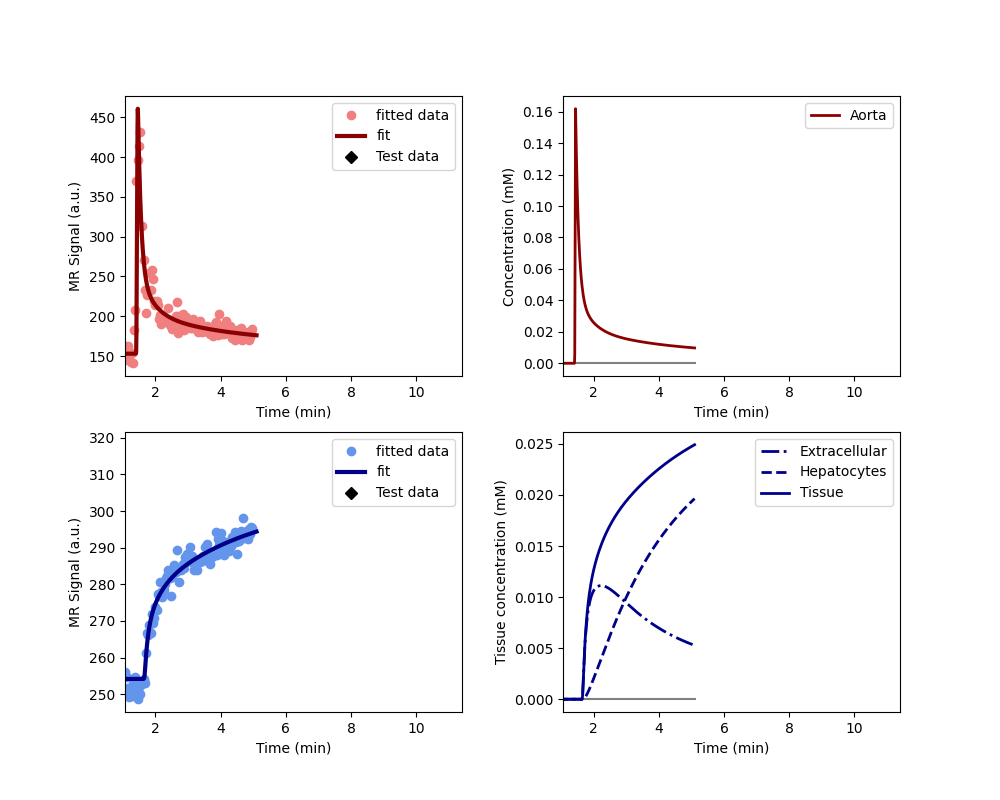 450
400
350
300
250
200
150
MR Signal (a.u.)
2
4
6
8
10
Time (min)
fitted data
fit
Test data
0.16
0.14
0.12
0.10
0.08
0.06
0.04
0.02
0.00
Concentration (mM)
2
4
6
8
10
Time (min)
Aorta
320
310
300
290
280
270
260
250
MR Signal (a.u.)
2
4
6
8
10
Time (min)
fitted data
fit
Test data
0.025
0.020
0.015
0.010
0.005
0.000
Tissue concentration (mM)
2
4
6
8
10
Time (min)
Extracellular
Hepatocytes
Tissue